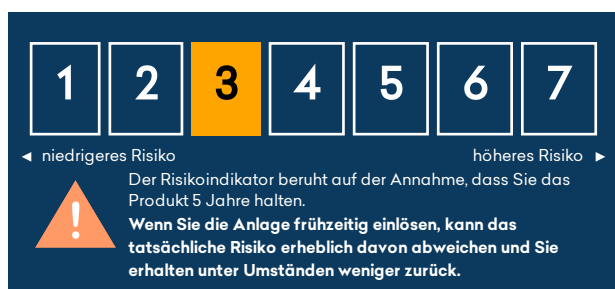 1 2 3 4 5 6 7
◄ niedrigeres Risiko höheres Risiko ►
Der Risikoindikator beruht auf der Annahme, dass Sie das
Produkt 5 Jahre halten.
Wenn Sie die Anlage frühzeitig einlösen, kann das
tatsächliche Risiko erheblich davon abweichen und Sie
erhalten unter Umständen weniger zurück.